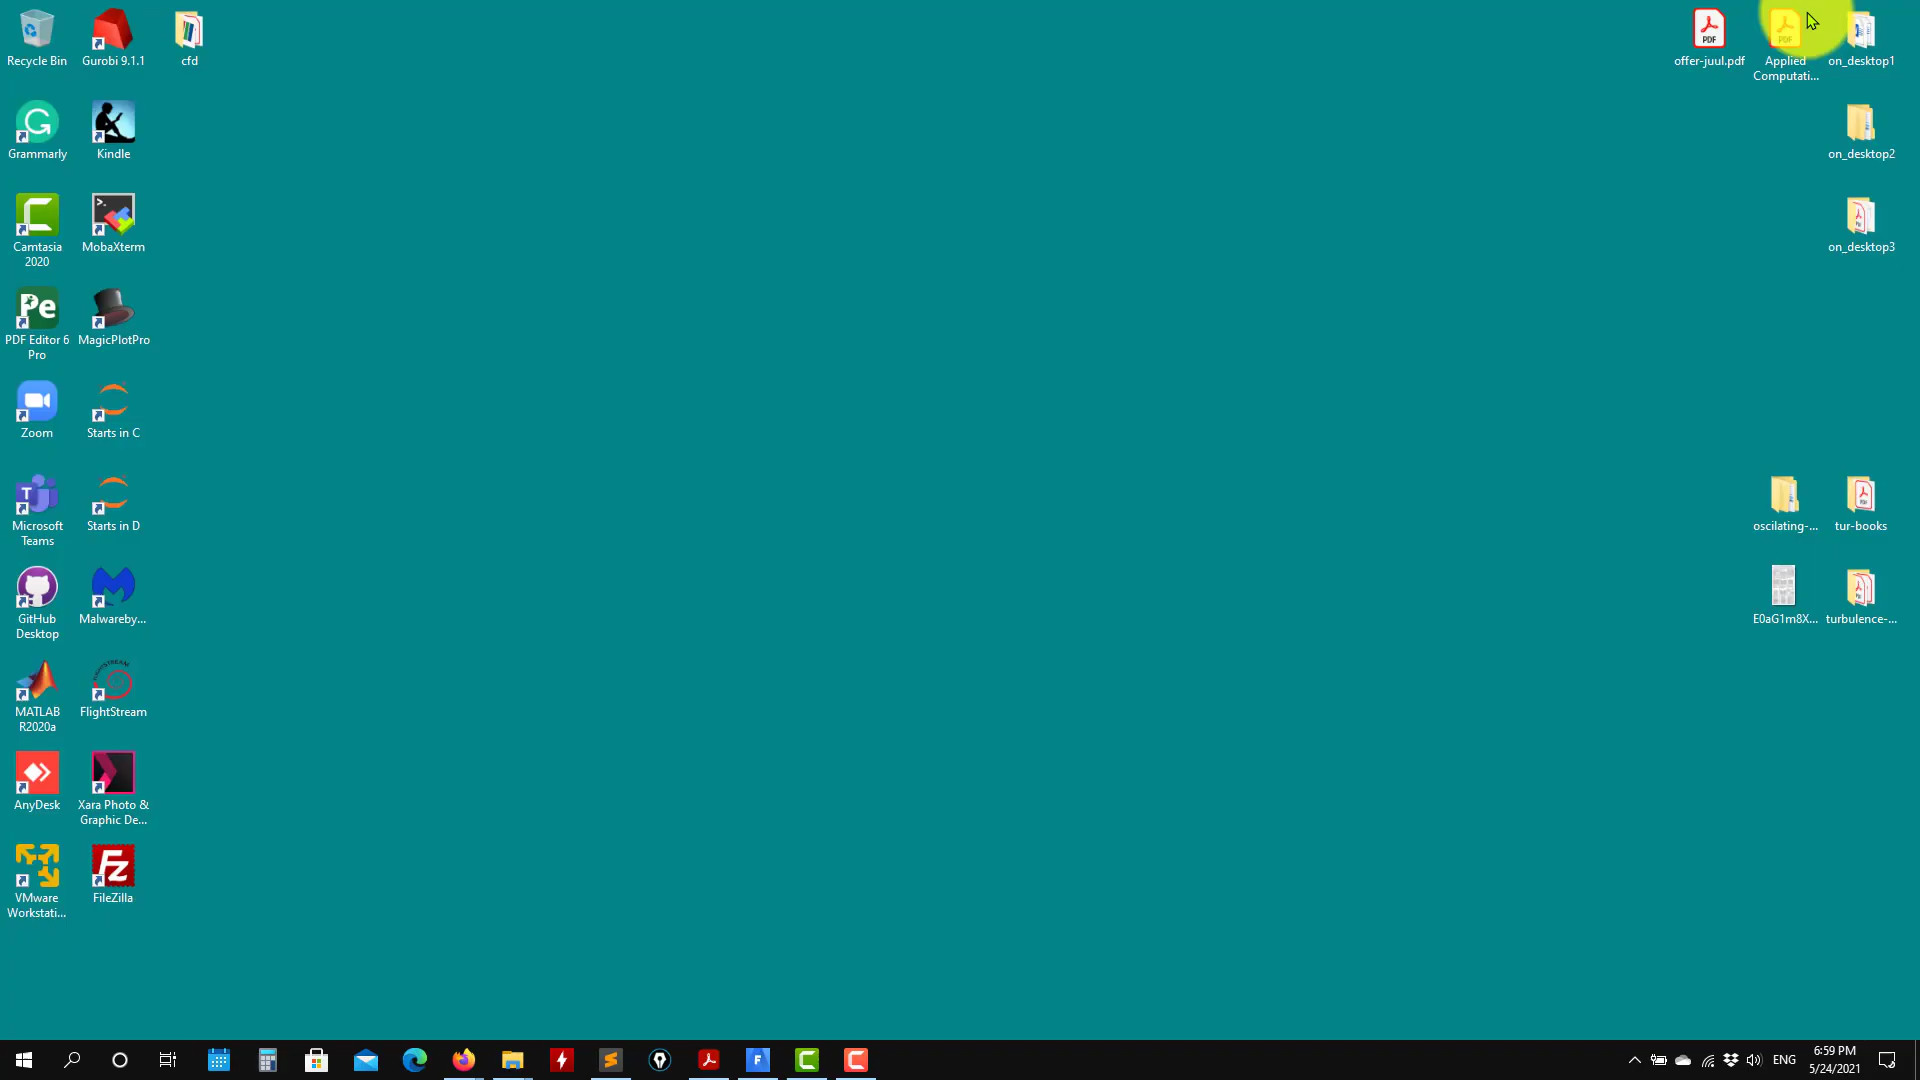 Recycle Bin
Gurobi 9.1.1
cfd
Grammarly
Kindle
Camtasia
2020
MobaXterm
PDF Editor 6
Pro
MagicPlotPro
Zoom
Starts in C
Microsoft
Teams
Starts in D
GitHub
Desktop
Malwareby...
MATLAB
R2020a
FlightStream
AnyDesk
Xara Photo &
Graphic De...
VMware
Workstati...
FileZilla
offer-juul.pdf
Applied
Computati...
on_desktop1
on_desktop2
on_desktop3
oscilating-...
tur-books
E0aG1m8X...
turbulence-...
ENG
6:59 PM
5/24/2021